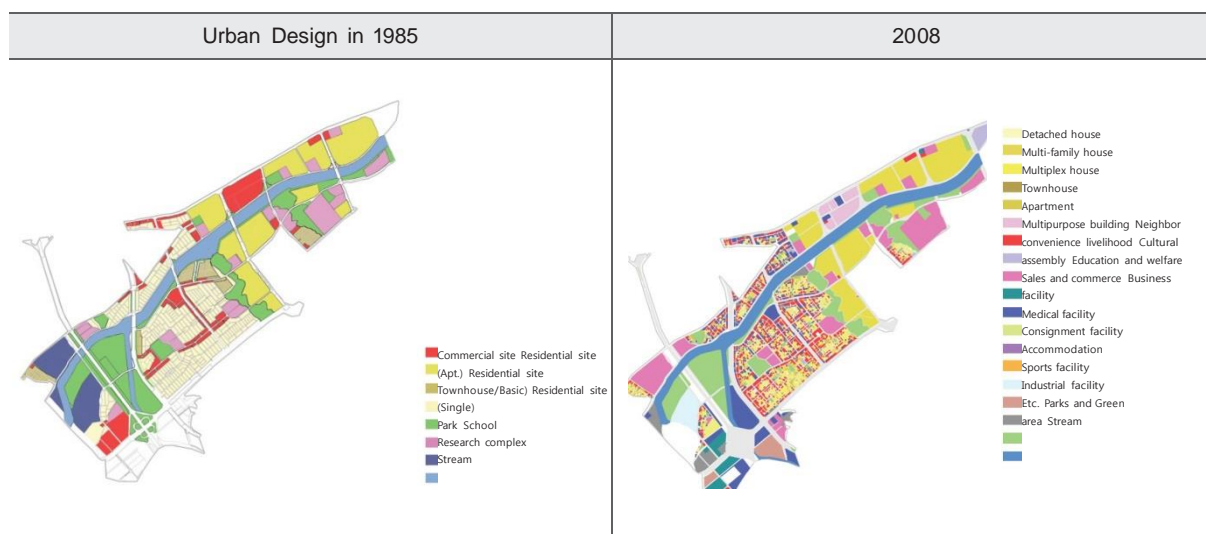 Urban Design in 1985
2008
Commercial site Residential site
(Apt.) Residential site
Townhouse/Basic) Residential site
(Single)
Park School
Research complex
Stream
Detached house
Multi-family house
Multiplex house
Townhouse
Apartment
Multipurpose building Neighbor
convenience livelihood Cultural
assembly Education and welfare
Sales and commerce Business
facility
Medical facility
Consignment facility
Accommodation
Sports facility
Industrial facility
Etc. Parks and Green
area Stream